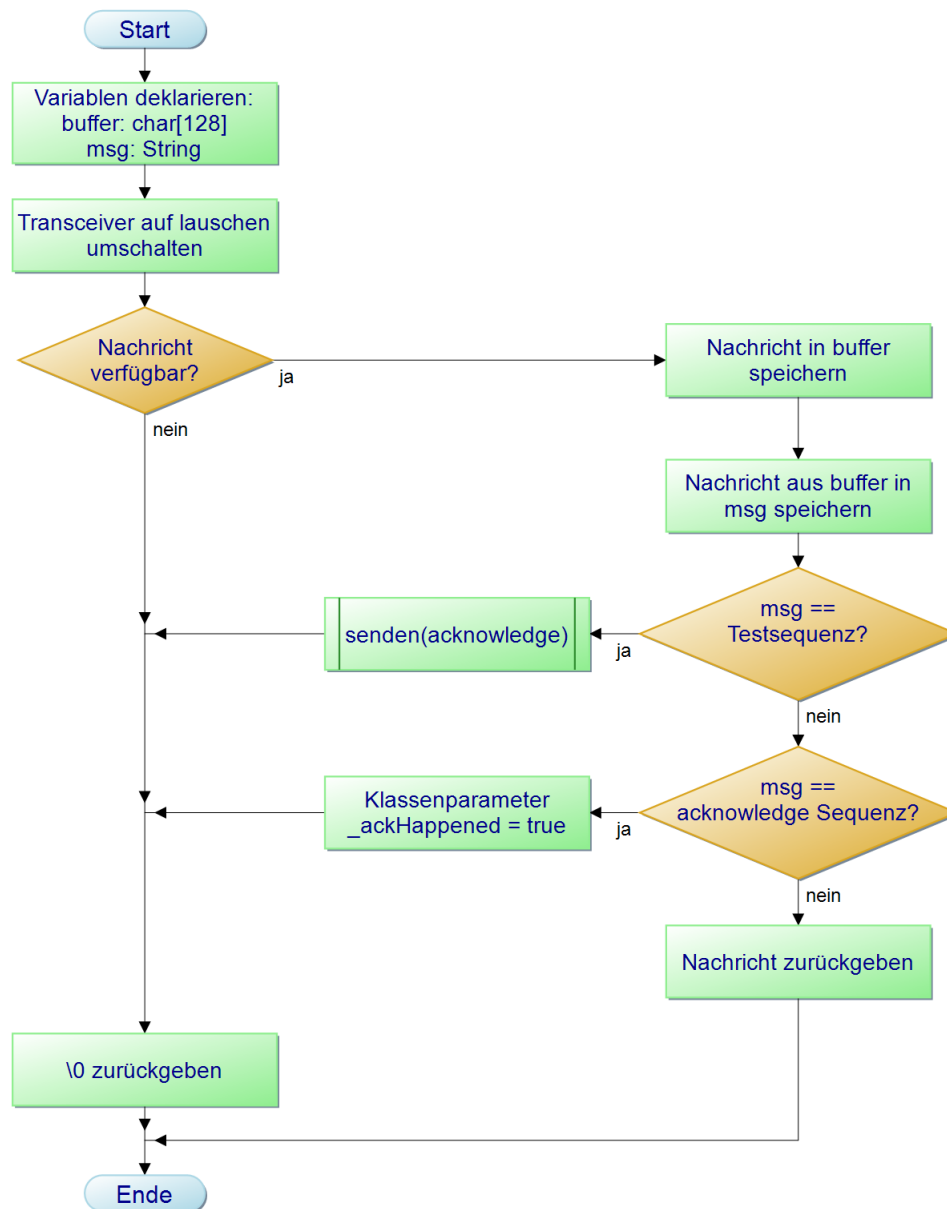 Start
Variablen deklarieren:
buffer: char[128]
msg: String
Transceiver auf lauschen
umschalten
Nachricht
verfügbar?
ja
nein
Nachricht in buffer
speichern
Nachricht aus buffer in
msg speichern
msg ==
Testsequenz?
ja
nein
senden(acknowledge)
msg ==
acknowledge Sequenz?
ja
nein
Klassenparameter
_ackHappened = true
Nachricht zurückgeben
\0 zurückgeben
Ende